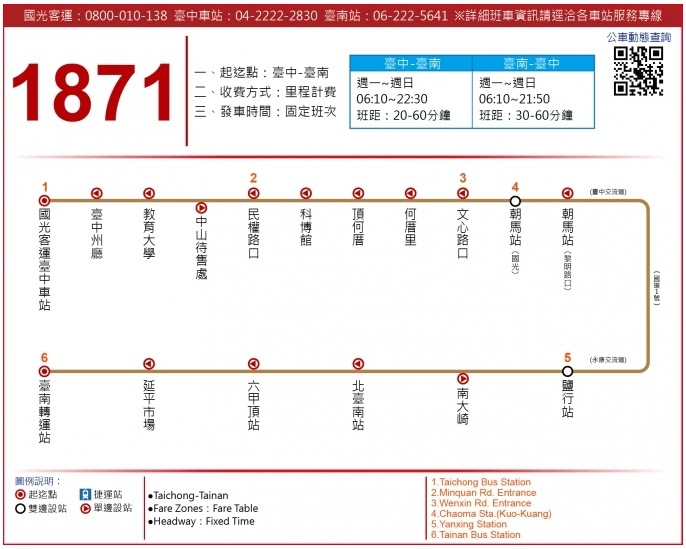 國光客運：0800-010-138 臺中車站：04-2222-2830 臺南站：06-222-5641 ※詳細班車資訊請逕洽各車站服務專線
公車動態查詢
1871
一、起迄點：臺中-臺南
二、收費方式：里程計費
三、發車時間：固定班次
臺中-臺南
週一~週日
06:10~22:30
班距：20-60分鐘
臺南-臺中
週一~週日
06:10~21:50
班距：30-60分鐘
1
國光客運臺中車站
臺中州廳
教育大學
中山待售處
2
民權路口
科博館
頂何厝
何厝里
3
文心路口
4
朝馬站（國光）
朝馬站（黎明路口）
(臺中交流道)
(國道1號)
6
臺南轉運站
延平市場
六甲頂站
北臺南站
南大崎
5
鹽行站
(永康交流道)
圖例說明：
起迄點
捷運站
雙邊設站
單邊設站
●Taichong-Tainan
●Fare Zones：Fare Table
●Headway：Fixed Time
1.Taichong Bus Station
2.Minquan Rd. Entrance
3.Wenxin Rd. Entrance
4.Chaoma Sta.(Kuo-Kuang)
5.Yanxing Station
6.Tainan Bus Station